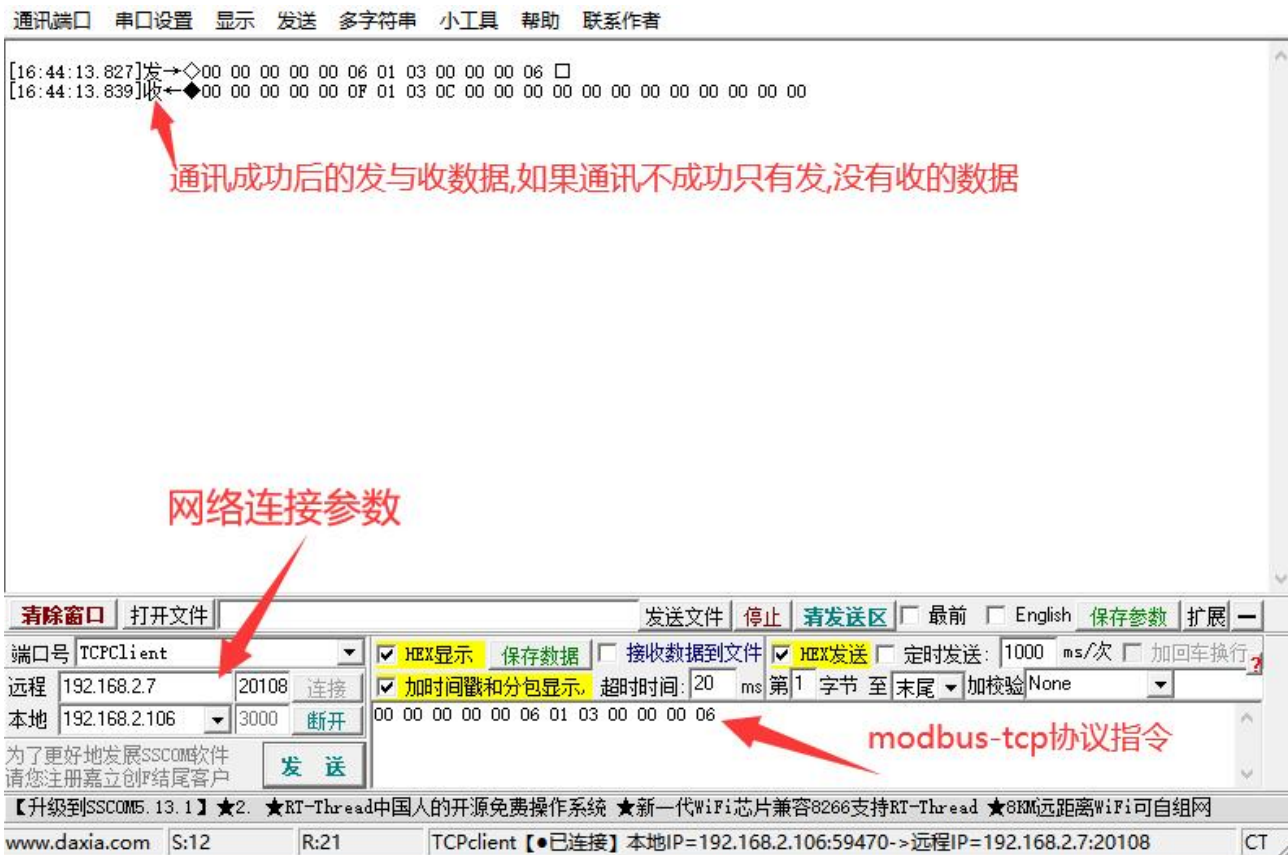 通讯端口 串口设置 显示 发送 多字符串 小工具 帮助 联系作者
[16:44:13.827]发→◇00 00 00 00 00 06 01 03 00 00 00 06 □
[16:44:13.839]收←◆00 00 00 00 00 0F 01 03 0C 00 00 00 00 00 00 00 00 00 00 00 00
通讯成功后的发与收数据,如果通讯不成功只有发,没有收的数据
网络连接参数
清除窗口 打开文件 发送文件 停止 清发送区 最前 English 保存参数 扩展 —
端口号 TCPClient HEX显示 保存数据 接收数据到文件 HEX发送 定时发送: 1000 ms/次 加回车换行
远程 192.168.2.7 20108 连接 加时间戳和分包显示, 超时时间: 20 ms 第1 字节 至 末尾 加校验 None ?
本地 192.168.2.106 3000 断开 00 00 00 00 00 06 01 03 00 00 00 06
modbus-tcp协议指令
为了更好地发展SSCOM软件
请您注册嘉立创F结尾客户
发 送
【升级到SSCOM5.13.1】★2. ★RT-Thread中国人的开源免费操作系统 ★新一代WiFi芯片兼容8266支持RT-Thread ★8KM远距离WiFi可自组网
www.daxia.com S:12 R:21 TCPclient【●已连接】本地IP=192.168.2.106:59470->远程IP=192.168.2.7:20108 CT